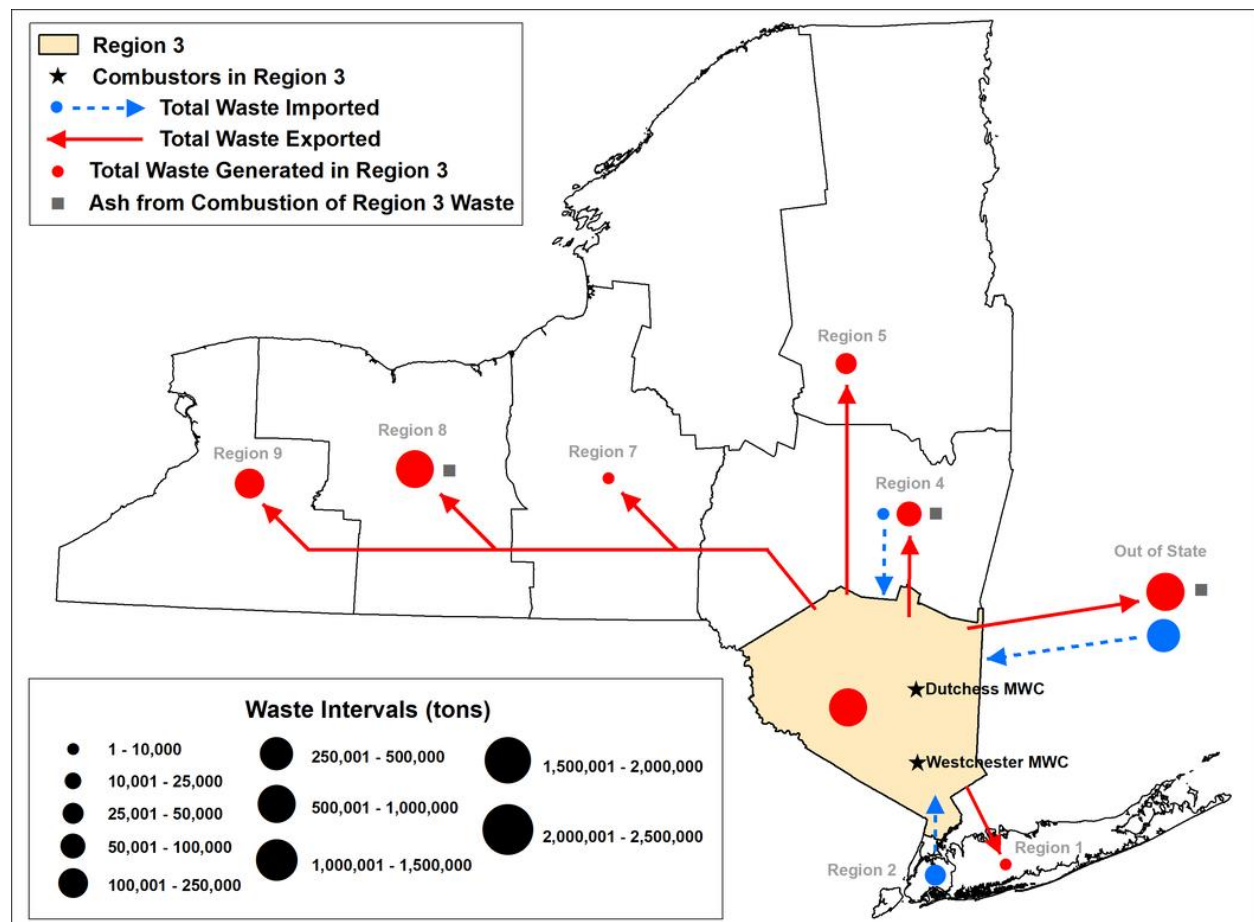 Region 3
Combustors in Region 3
Total Waste Imported
Total Waste Exported
Total Waste Generated in Region 3
Ash from Combustion of Region 3 Waste
Region 5
Region 9
Region 8
Region 7
Region 4
Out of State
Dutchess MWC
Westchester MWC
Region 2
Region 1
Waste Intervals (tons)
1 - 10,000
10,001 - 25,000
25,001 - 50,000
50,001 - 100,000
100,001 - 250,000
250,001 - 500,000
500,001 - 1,000,000
1,000,001 - 1,500,000
1,500,001 - 2,000,000
2,000,001 - 2,500,000